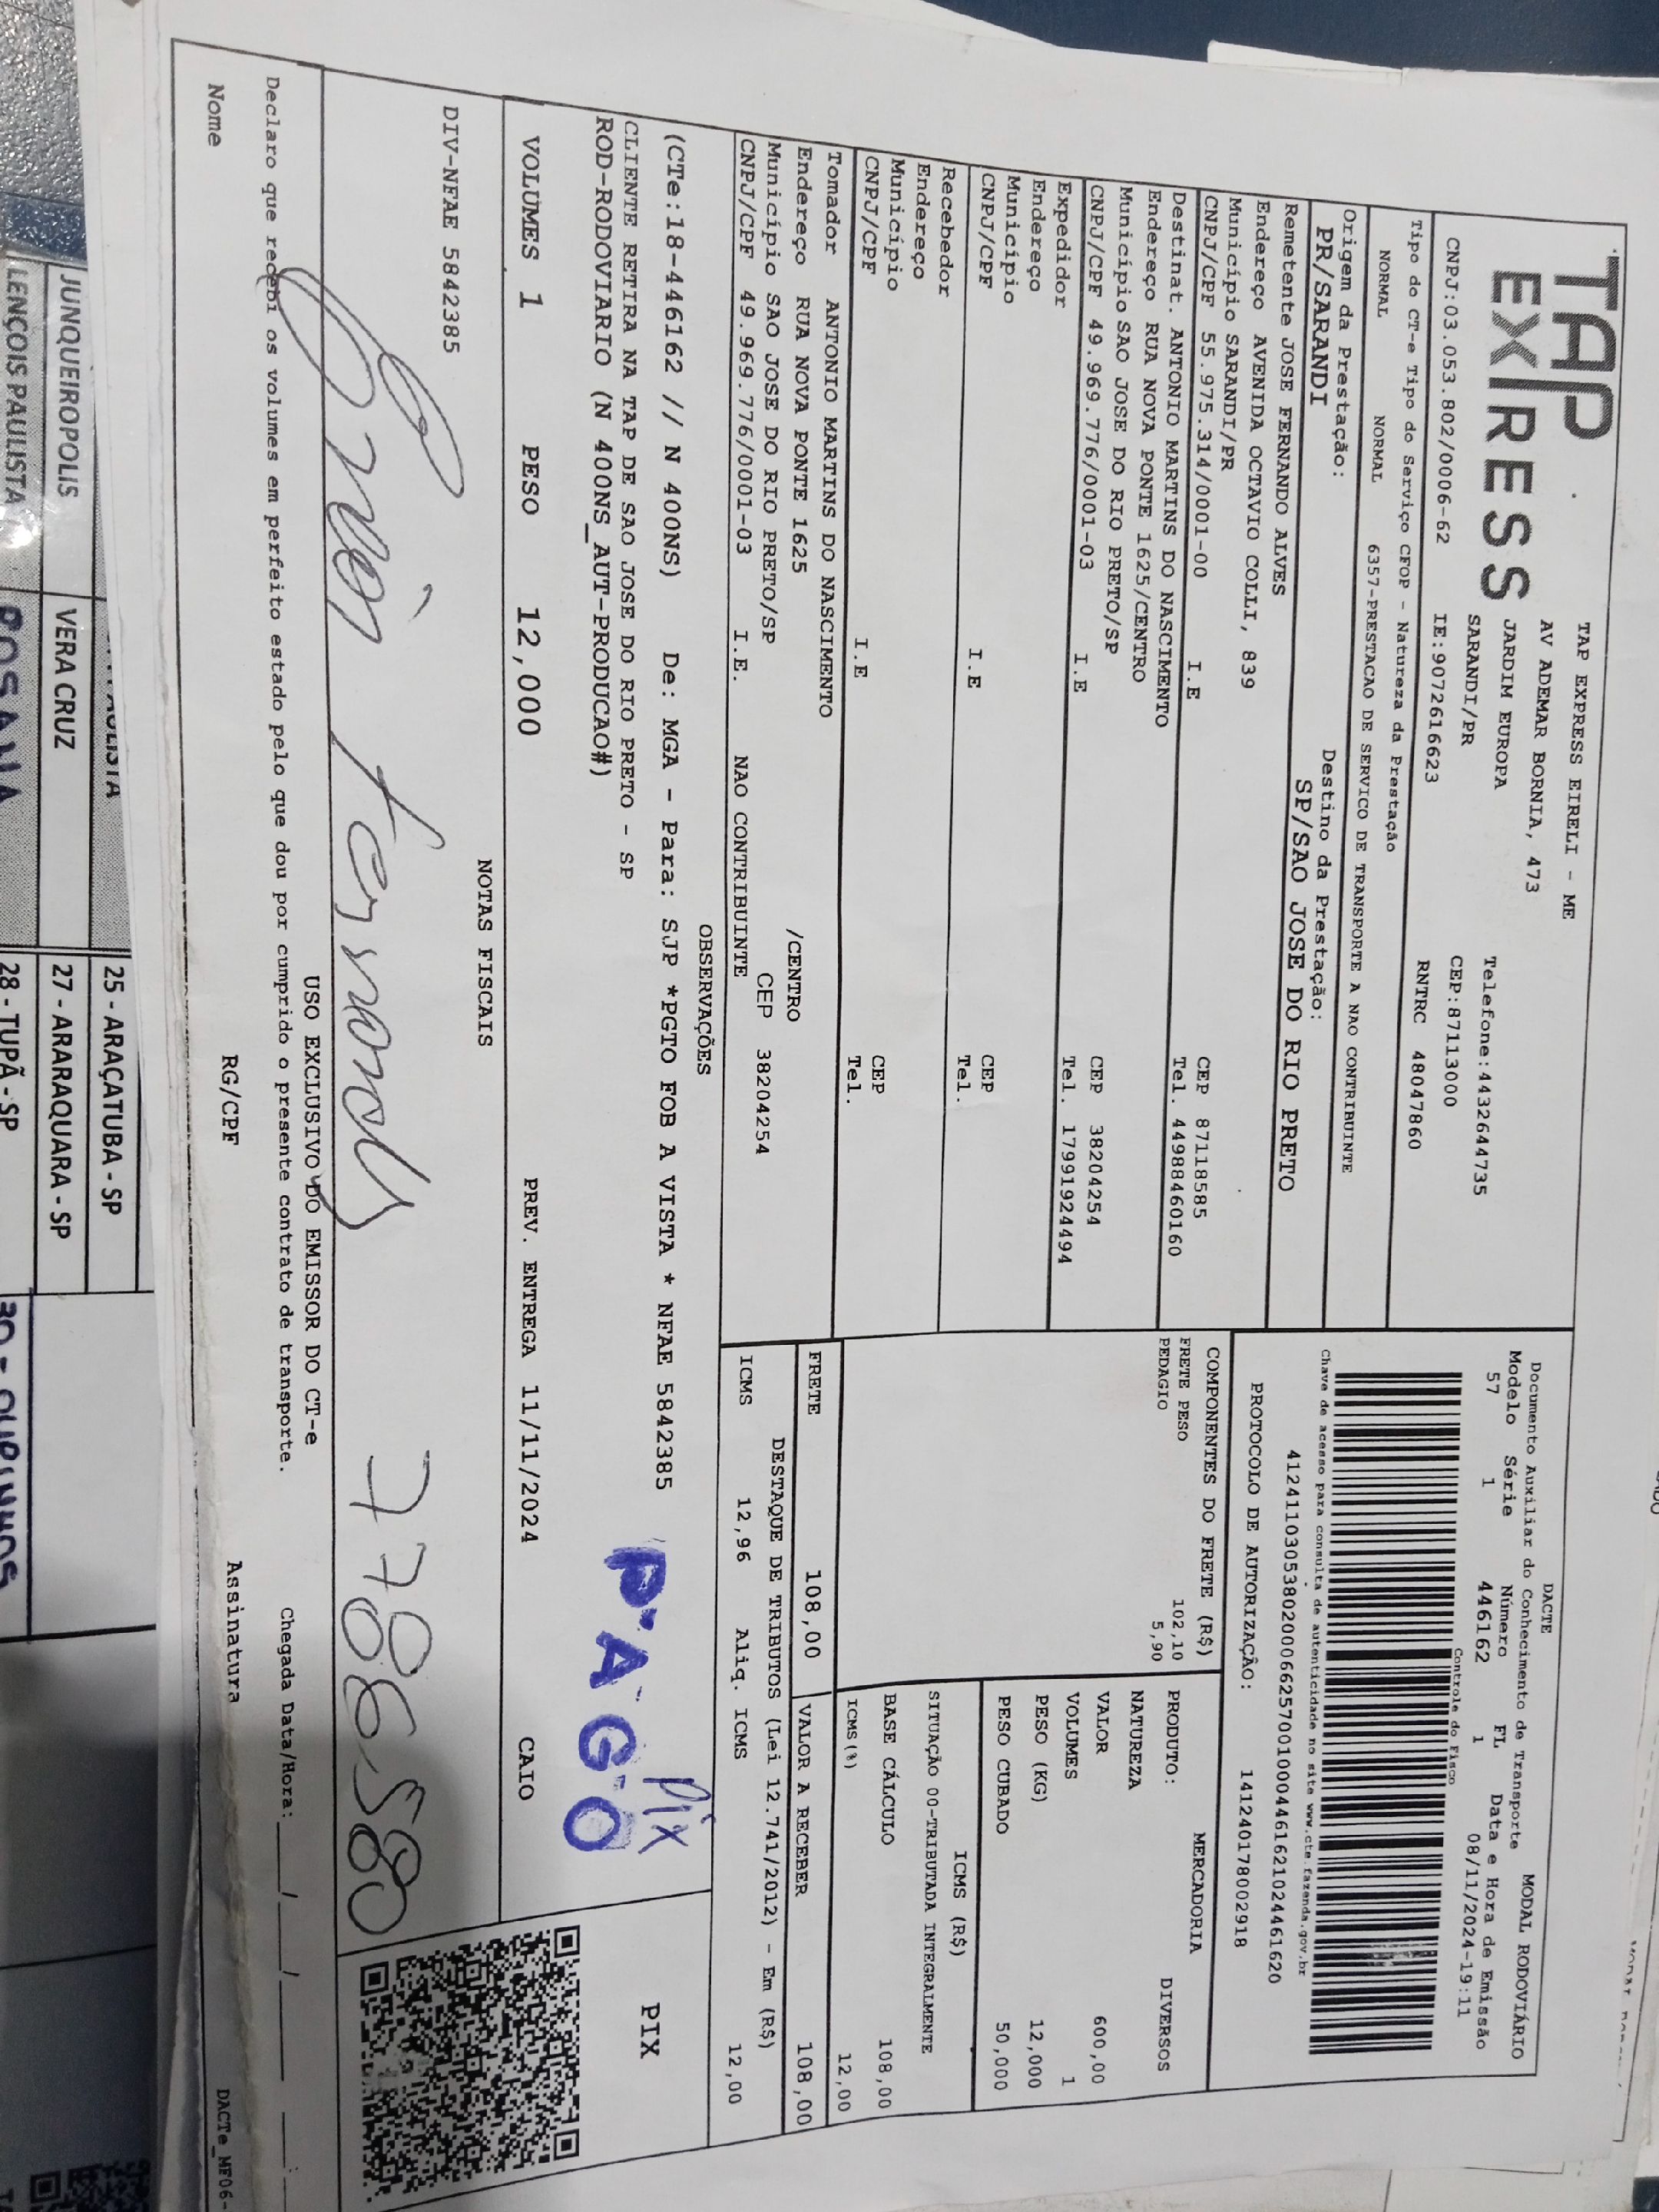 TAP
EXPRESS
TAP EXPRESS EIRELI - ME
AV ADEMAR BORNIA, 473
JARDIM EUROPA Telefone:4432644735
SARANDI/PR CEP:87113000
CNPJ:03.053.802/0006-62 IE:9072616623 RNTRC 48047860
Tipo do CT-e Tipo do Serviço CFOP - Natureza da Prestação
NORMAL NORMAL 6357-PRESTACAO DE SERVICO DE TRANSPORTE A NAO CONTRIBUINTE
Origem da Prestação: Destino da Prestação:
PR/SARANDI SP/SAO JOSE DO RIO PRETO
Remetente JOSE FERNANDO ALVES
Endereço AVENIDA OCTAVIO COLLI, 839
Município SARANDI/PR CEP 87118585
CNPJ/CPF 55.975.314/0001-00 I.E Tel. 44988460160
Destinat. ANTONIO MARTINS DO NASCIMENTO
Endereço RUA NOVA PONTE 1625/CENTRO
Município SAO JOSE DO RIO PRETO/SP CEP 38204254
CNPJ/CPF 49.969.776/0001-03 I.E Tel. 17991924494
Expedidor
Endereço
Município CEP
CNPJ/CPF I.E Tel.
Recebedor
Endereço
Município CEP
CNPJ/CPF I.E Tel.
Tomador ANTONIO MARTINS DO NASCIMENTO
Endereço RUA NOVA PONTE 1625 /CENTRO
Município SAO JOSE DO RIO PRETO/SP CEP 38204254
CNPJ/CPF 49.969.776/0001-03 I.E. NAO CONTRIBUINTE
DACTE
Documento Auxiliar do Conhecimento de Transporte MODAL RODOVIÁRIO
Modelo Série Número FL Data e Hora de Emissão
57 1 446162 1 08/11/2024-19:11
Controle do Fisco
Chave de acesso para consulta de autenticidade no site www.cte.fazenda.gov.br
41241103053802000662570010004461621024461620
PROTOCOLO DE AUTORIZAÇÃO: 141240178002918
COMPONENTES DO FRETE (R$)
FRETE PESO 102,10
PEDAGIO 5,90
MERCADORIA
PRODUTO: DIVERSOS
NATUREZA
VALOR 600,00
VOLUMES 1
PESO (KG) 12,000
PESO CUBADO 50,000
ICMS (R$)
SITUAÇÃO 00-TRIBUTADA INTEGRALMENTE
BASE CÁLCULO 108,00
ICMS(%) 12,00
FRETE 108,00 VALOR A RECEBER 108,00
DESTAQUE DE TRIBUTOS (Lei 12.741/2012) - Em (R$)
ICMS 12,96 Aliq. ICMS 12,00
OBSERVAÇÕES
(CTe:18-446162 // N 400NS) De: MGA - Para: SJP *PGTO FOB A VISTA * NFAE 5842385
CLIENTE RETIRA NA TAP DE SAO JOSE DO RIO PRETO - SP
ROD-RODOVIARIO (N 400NS_AUT-PRODUCAO#)
Pix
PAGO
PIX
VOLUMES 1 PESO 12,000 PREV. ENTREGA 11/11/2024 CAIO
NOTAS FISCAIS
DIV-NFAE 5842385
7786580
USO EXCLUSIVO DO EMISSOR DO CT-e
Declaro que recebi os volumes em perfeito estado pelo que dou por cumprido o presente contrato de transporte. Chegada Data/Hora: ___/___/___ __:__
Nome RG/CPF Assinatura
DACTe_MF06-
25 - ARAÇATUBA - SP
JUNQUEIROPOLIS VERA CRUZ 27 - ARARAQUARA - SP
LENÇOIS PAULISTA 28 - TUPÃ - SP